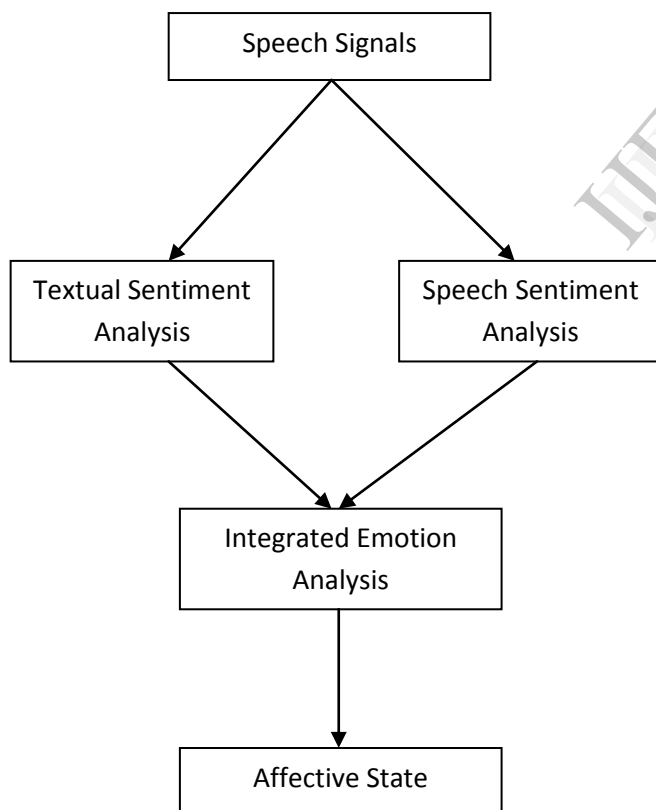 Speech Signals
Textual Sentiment
Analysis
Speech Sentiment
Analysis
Integrated Emotion
Analysis
Affective State